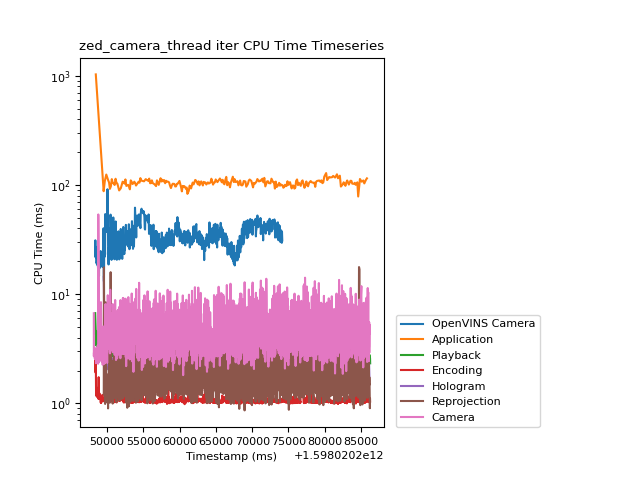 zed_camera_thread iter CPU Time Timeseries
CPU Time (ms)
10³
10²
10¹
10⁰
50000 55000 60000 65000 70000 75000 80000 85000
Timestamp (ms)
+1.5980202e12
OpenVINS Camera
Application
Playback
Encoding
Hologram
Reprojection
Camera